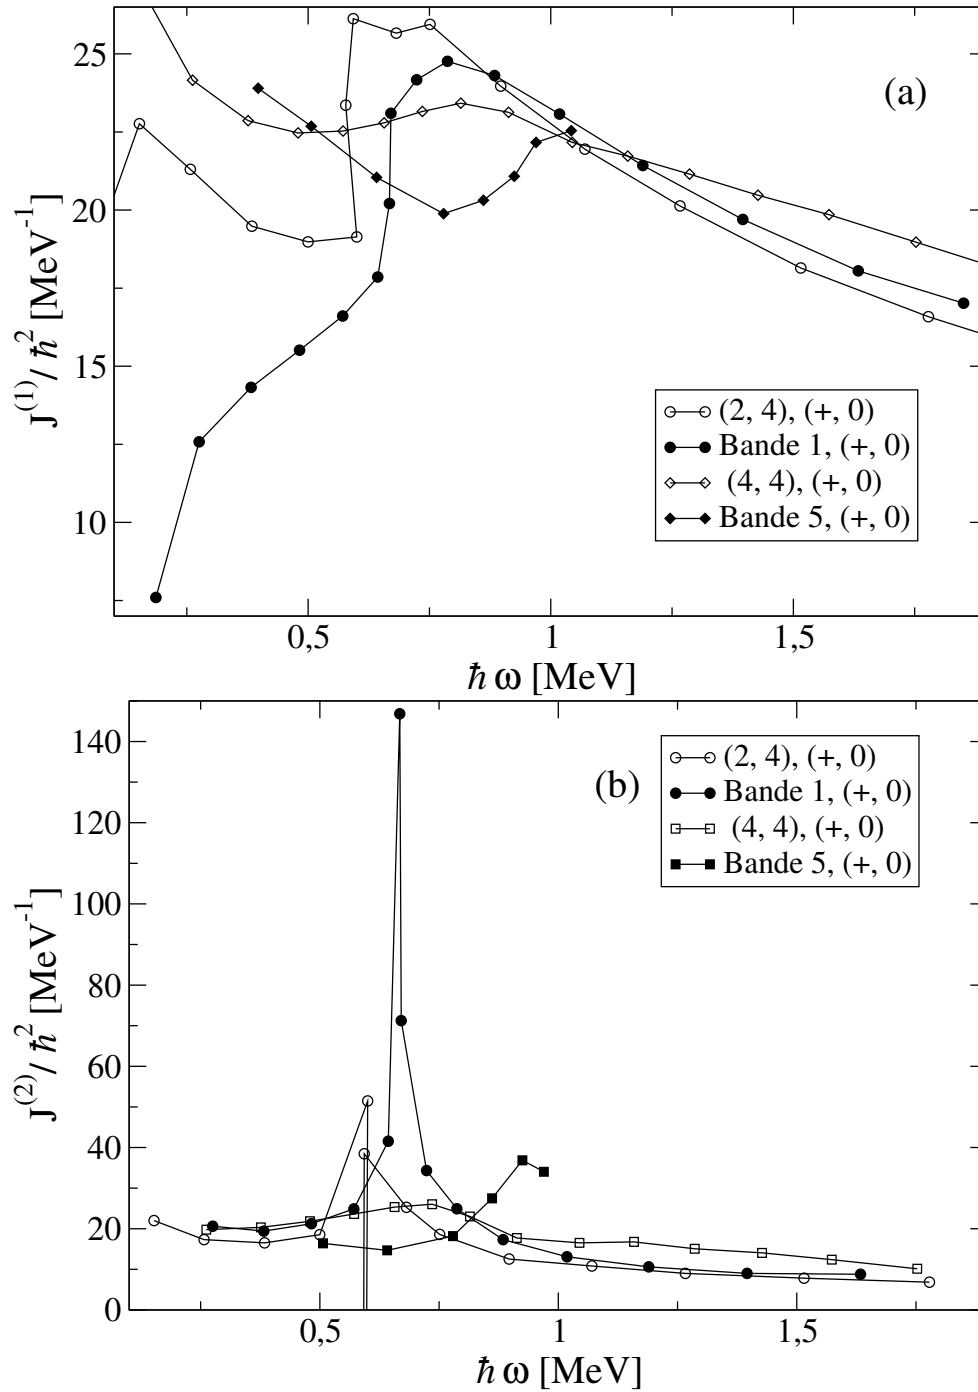 25
20
15
10
J(1)/ℏ2 [MeV-1]
(a)
(2, 4), (+, 0)
Bande 1, (+, 0)
(4, 4), (+, 0)
Bande 5, (+, 0)
0,5
1
1,5
ℏ ω [MeV]
140
120
100
80
60
40
20
0
J(2)/ℏ2 [MeV-1]
(b)
(2, 4), (+, 0)
Bande 1, (+, 0)
(4, 4), (+, 0)
Bande 5, (+, 0)
0,5
1
1,5
ℏ ω [MeV]